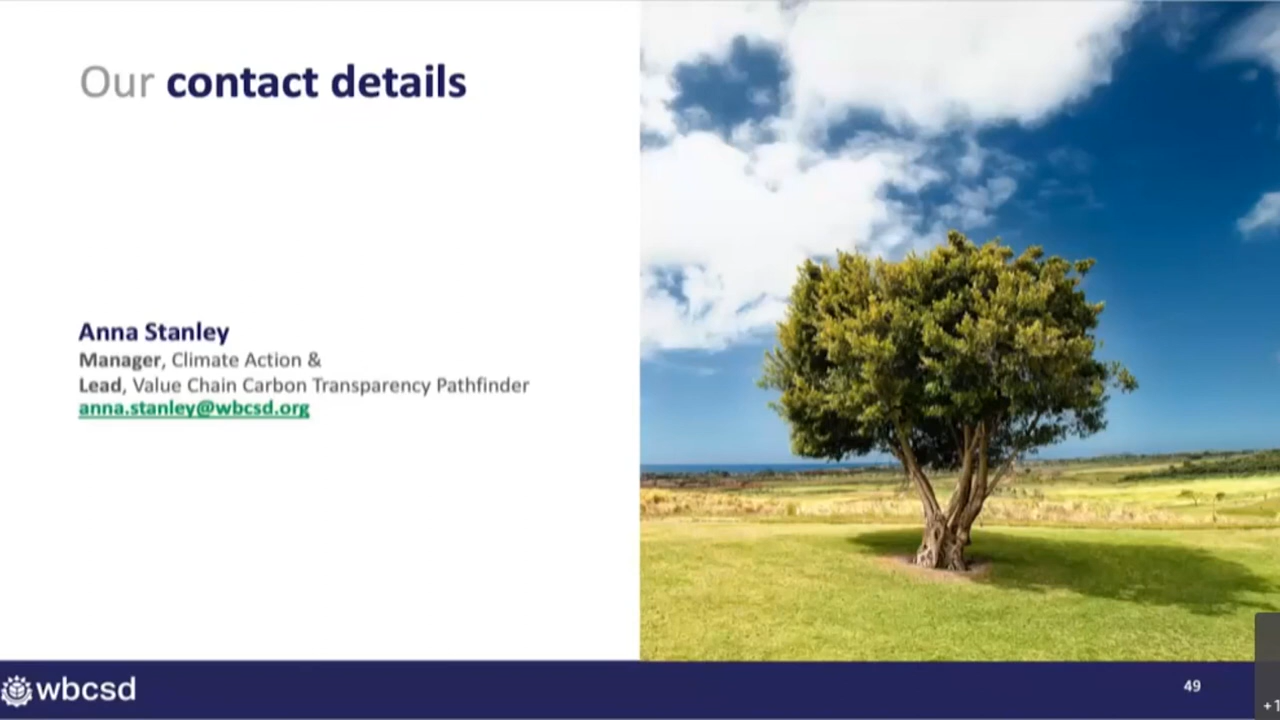 Our contact details
Anna Stanley
Manager, Climate Action &
Lead, Value Chain Carbon Transparency Pathfinder
anna.stanley@wbcsd.org
wbcsd
49
+1